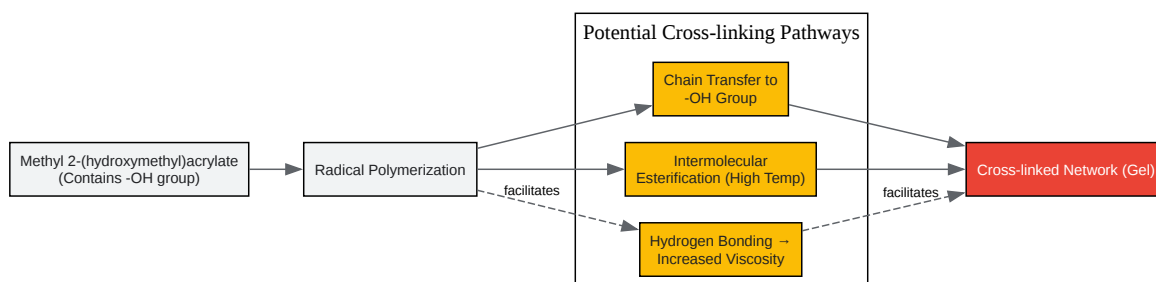 Potential Cross-linking Pathways
Chain Transfer to
-OH Group
Methyl 2-(hydroxymethyl)acrylate
(Contains -OH group)
Radical Polymerization
Intermolecular
Esterification (High Temp)
Cross-linked Network (Gel)
facilitates
facilitates
Hydrogen Bonding →
Increased Viscosity